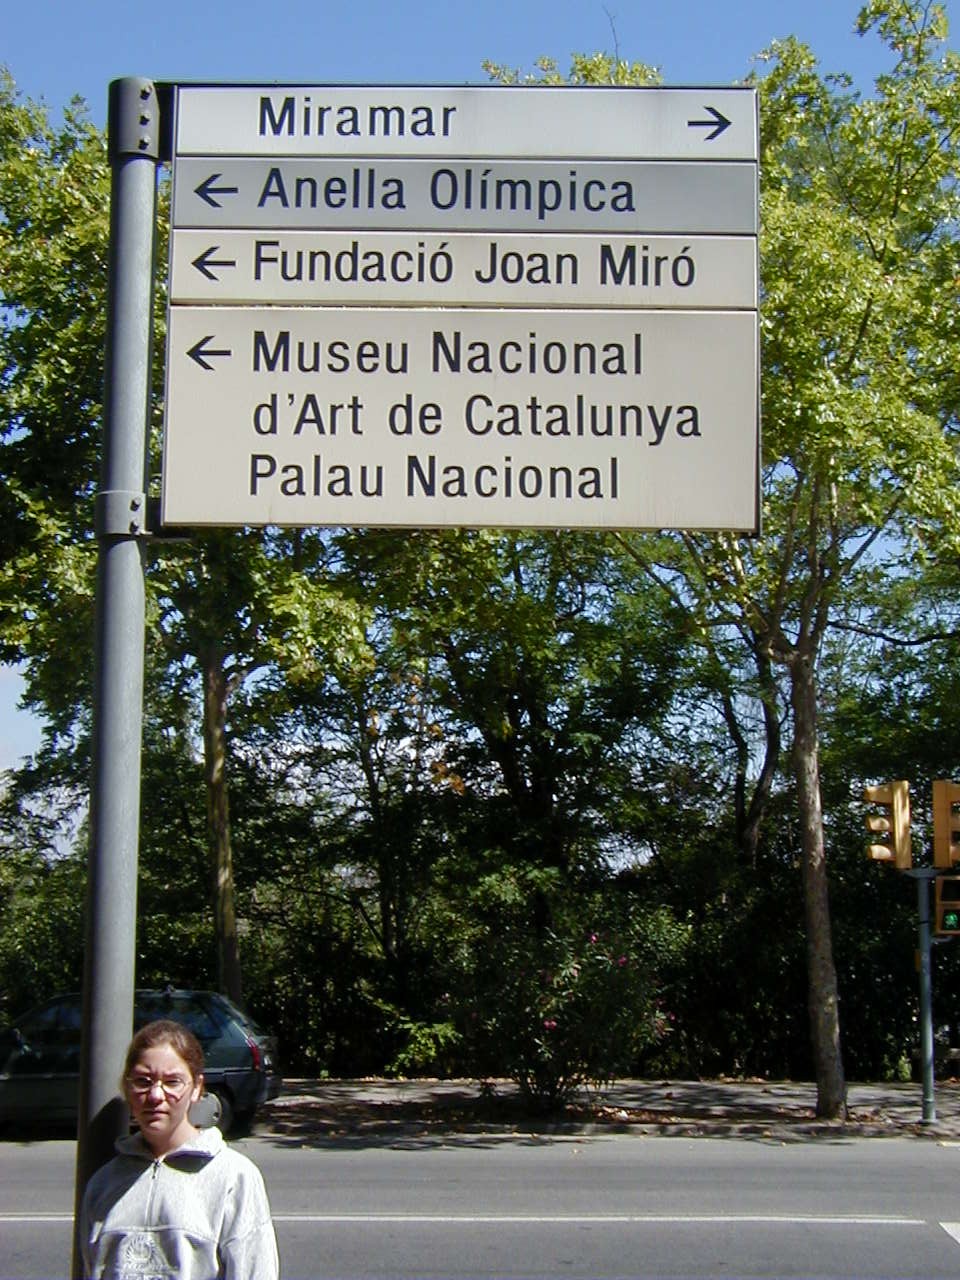 Miramar
Anella Olímpica
Fundació Joan Miró
Museu Nacional
d'Art de Catalunya
Palau Nacional